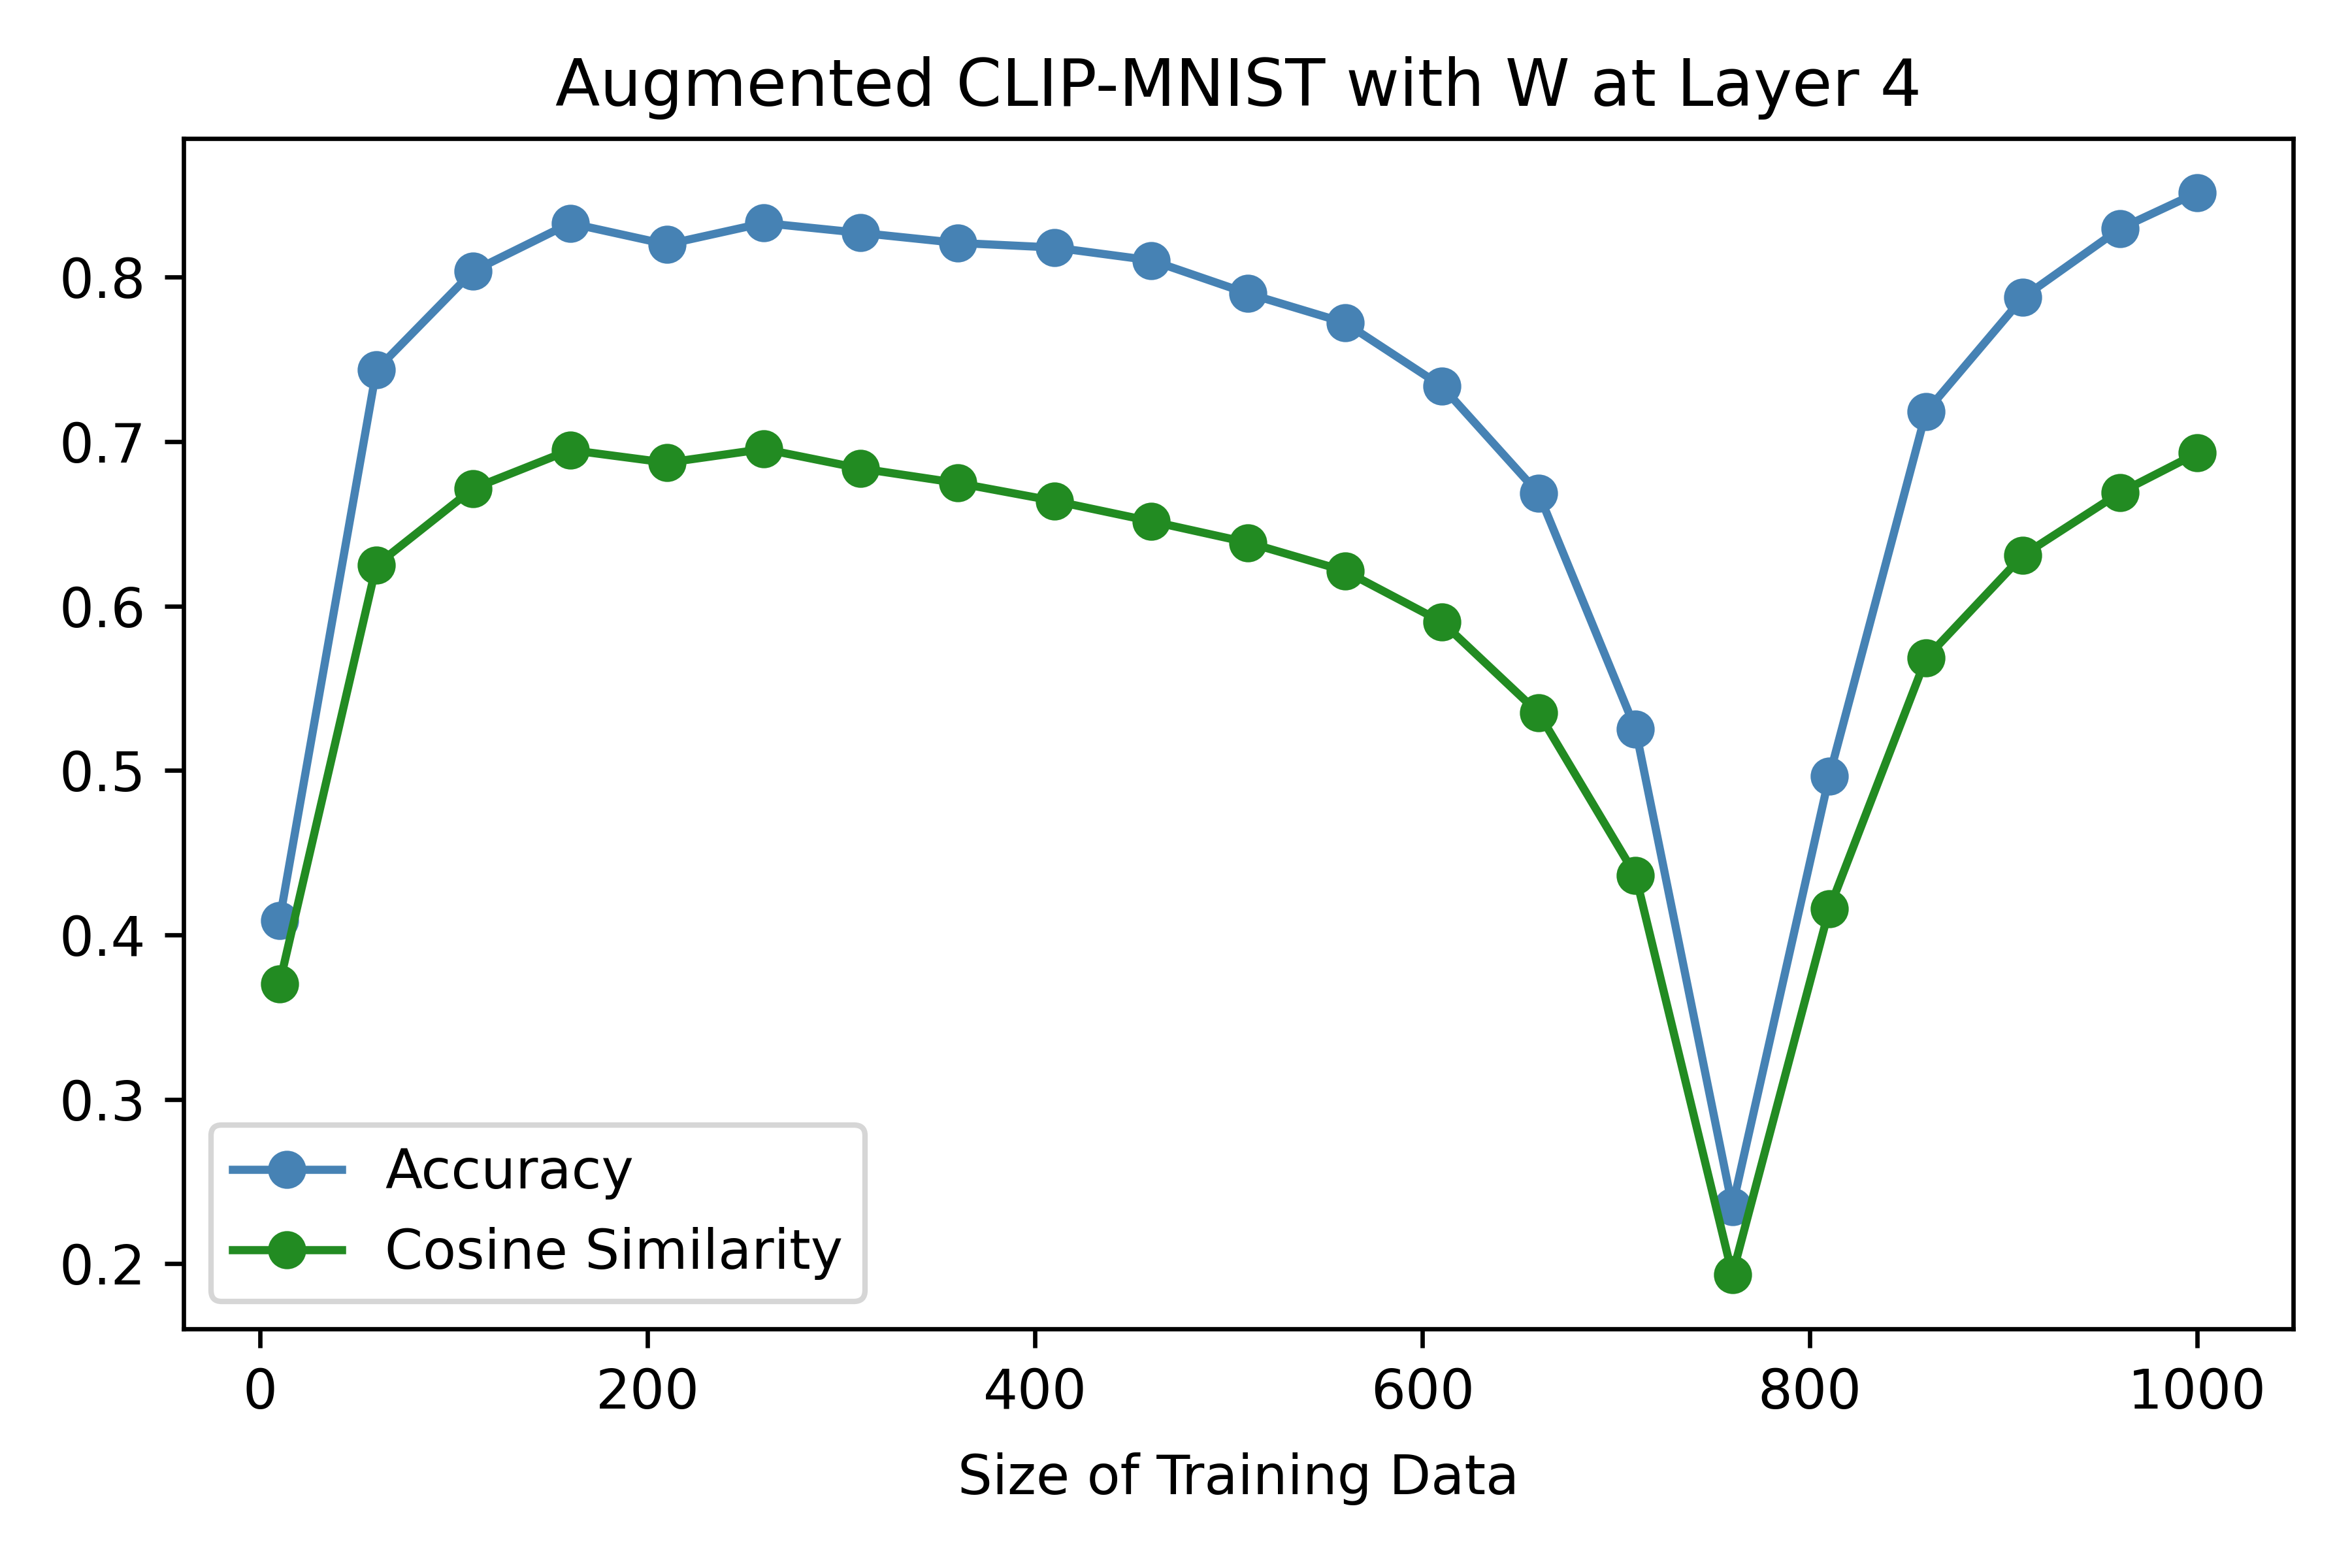 Augmented CLIP-MNIST with W at Layer 4
0.8
0.7
0.6
0.5
0.4
0.3
0.2
Accuracy
Cosine Similarity
0 200 400 600 800 1000
Size of Training Data